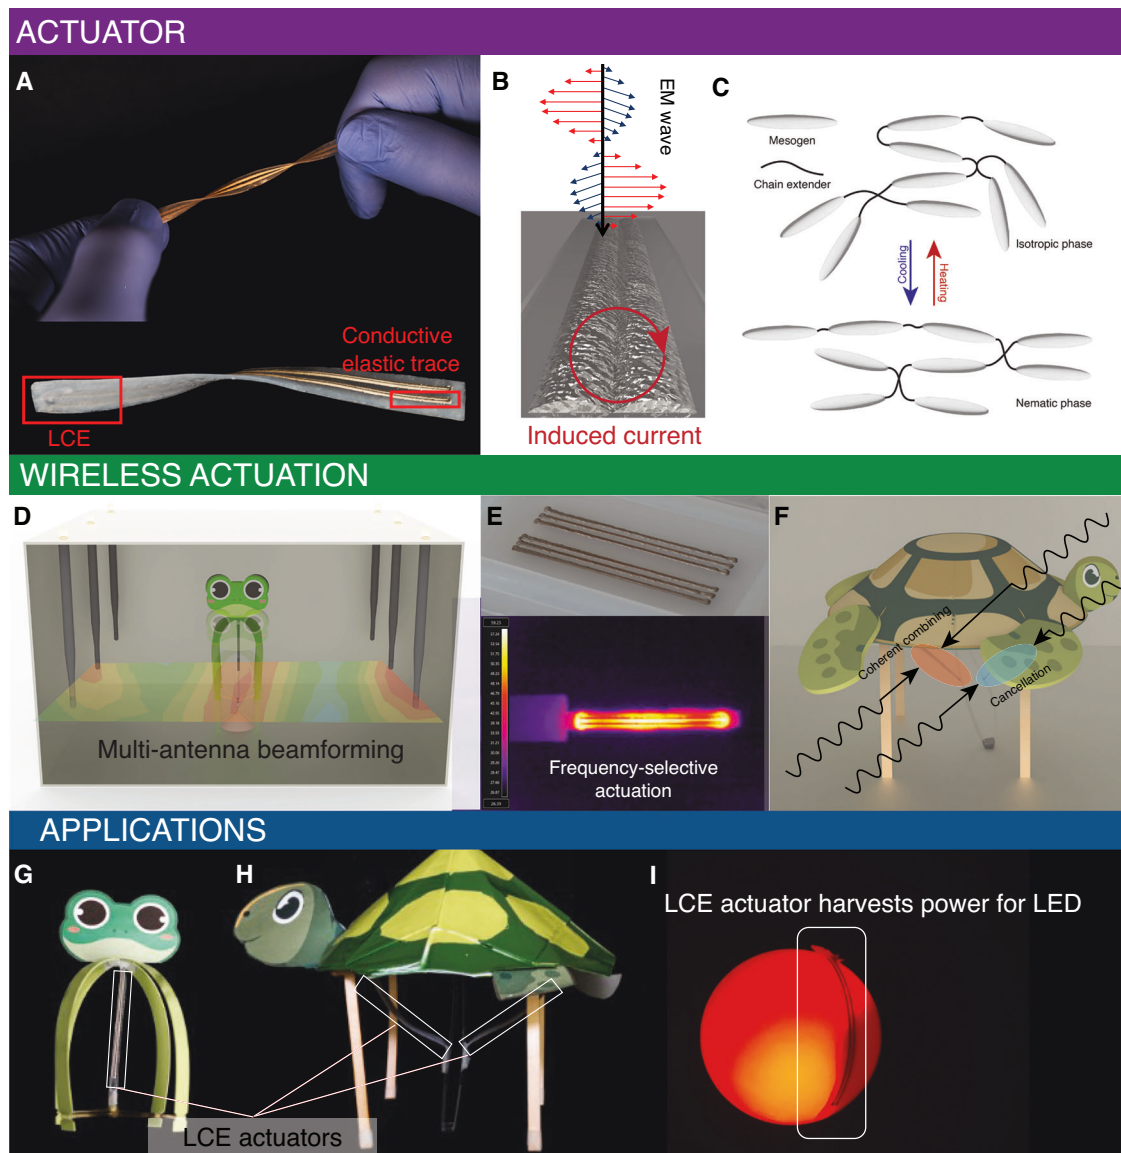 ACTUATOR
A
Conductive
elastic trace
LCE
B
EM wave
Induced current
C
Mesogen
Chain extender
Isotropic phase
Cooling
Heating
Nematic phase
WIRELESS ACTUATION
D
Multi-antenna beamforming
E
Frequency-selective
actuation
F
Coherent combining
Cancellation
APPLICATIONS
G
H
LCE actuators
I
LCE actuator harvests power for LED